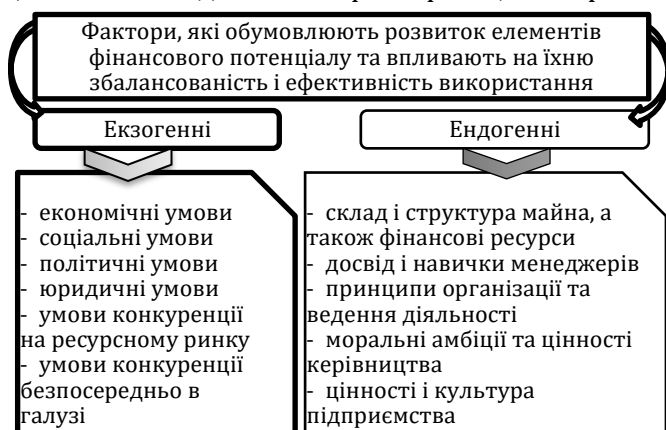 Фактори, які обумовлюють розвиток елементів
фінансового потенціалу та впливають на їхню
збалансованість і ефективність використання
Екзогенні
Ендогенні
- економічні умови
- соціальні умови
- політичні умови
- юридичні умови
- умови конкуренції
на ресурсному ринку
- умови конкуренції
безпосередньо в
галузі
- склад і структура майна, а
також фінансові ресурси
- досвід і навички менеджерів
- принципи організації та
ведення діяльності
- моральні амбіції та цінності
керівництва
- цінності і культура
підприємства